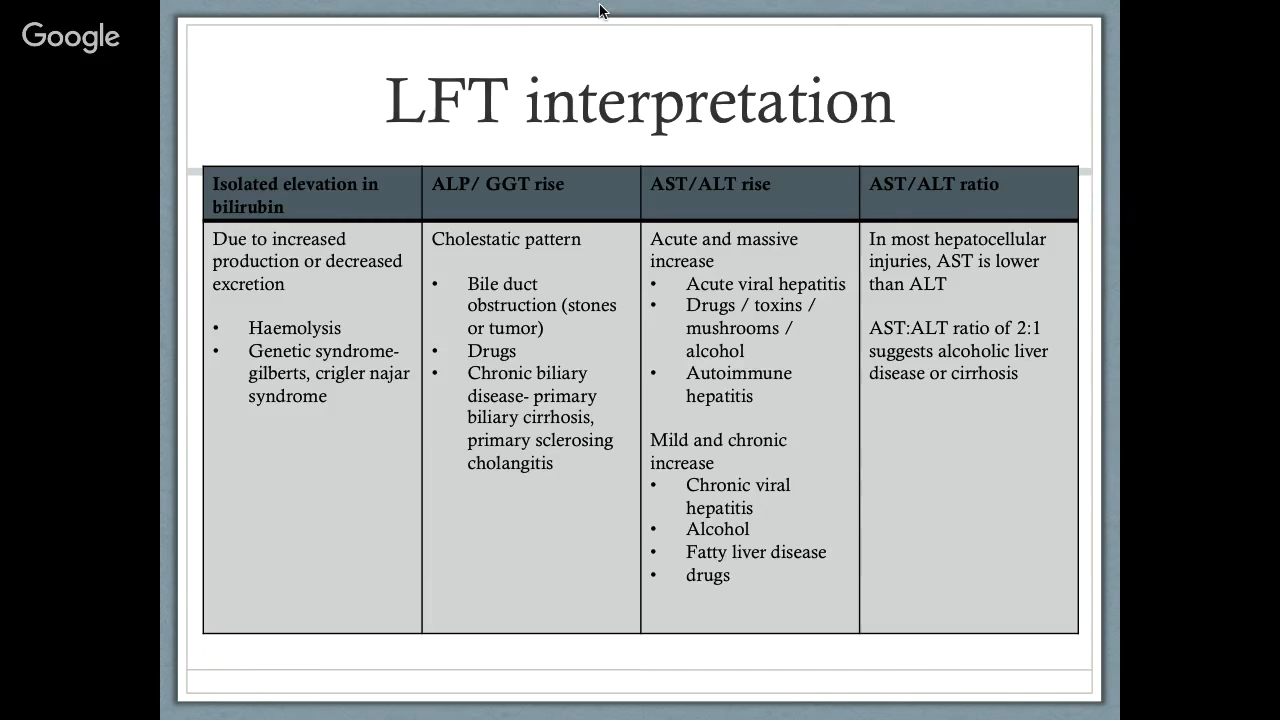 Google
LFT interpretation
Isolated elevation in
bilirubin
ALP/ GGT rise
AST/ALT rise
AST/ALT ratio
Due to increased
production or decreased
excretion
• Haemolysis
• Genetic syndrome-
gilberts, crigler najar
syndrome
Cholestatic pattern
• Bile duct
obstruction (stones
or tumor)
• Drugs
• Chronic biliary
disease- primary
biliary cirrhosis,
primary sclerosing
cholangitis
Acute and massive
increase
• Acute viral hepatitis
• Drugs / toxins /
mushrooms /
alcohol
• Autoimmune
hepatitis
Mild and chronic
increase
• Chronic viral
hepatitis
• Alcohol
• Fatty liver disease
• drugs
In most hepatocellular
injuries, AST is lower
than ALT
AST:ALT ratio of 2:1
suggests alcoholic liver
disease or cirrhosis